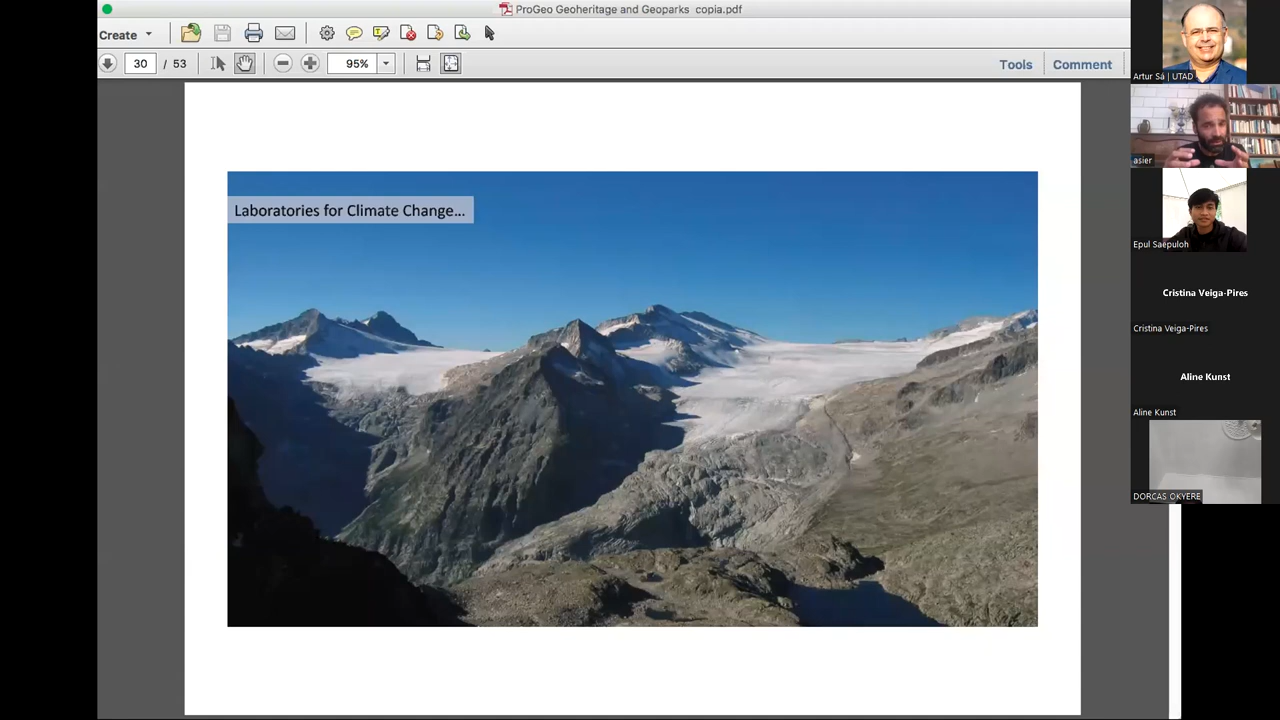 ProGeo Geoheritage and Geoparks copia.pdf
Create
30 / 53
95%
Tools
Comment
Laboratories for Climate Change...
Artur Sá | UTAD
asier
Epul Saepuloh
Cristina Veiga-Pires
Cristina Veiga-Pires
Aline Kunst
Aline Kunst
DORCAS OKYERE